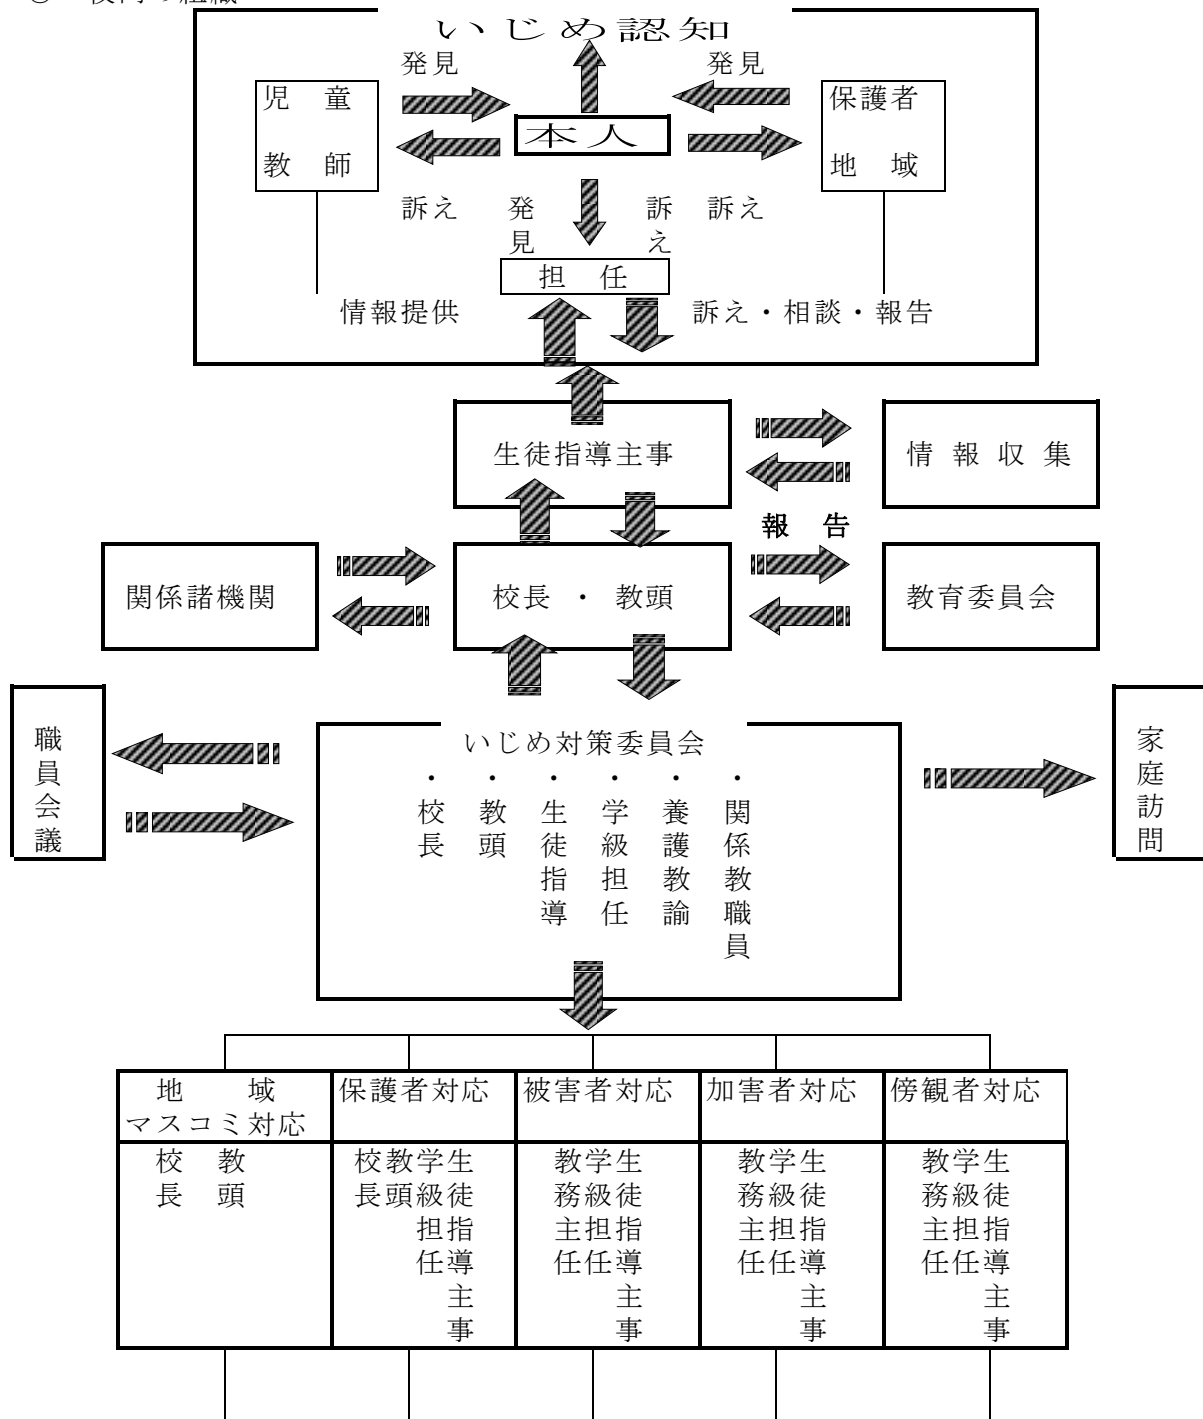 いじめ認知
発見
発見
児　童
教　師
本人
保護者
地　域
訴え
発見
訴え
訴え
担　任
情報提供
訴え・相談・報告
生徒指導主事
情 報 収 集
報　告
関係諸機関
校長 ・ 教頭
教育委員会
職員会議
いじめ対策委員会
・校長
・教頭
・生徒指導
・学級担任
・養護教諭
・関係教職員
家庭訪問
地　　域
マスコミ対応
保護者対応
被害者対応
加害者対応
傍観者対応
校長
教頭
校長
教頭
学級担任
生徒指導主事
教務主任
学級担任
生徒指導主事
教務主任
学級担任
生徒指導主事
教務主任
学級担任
生徒指導主事